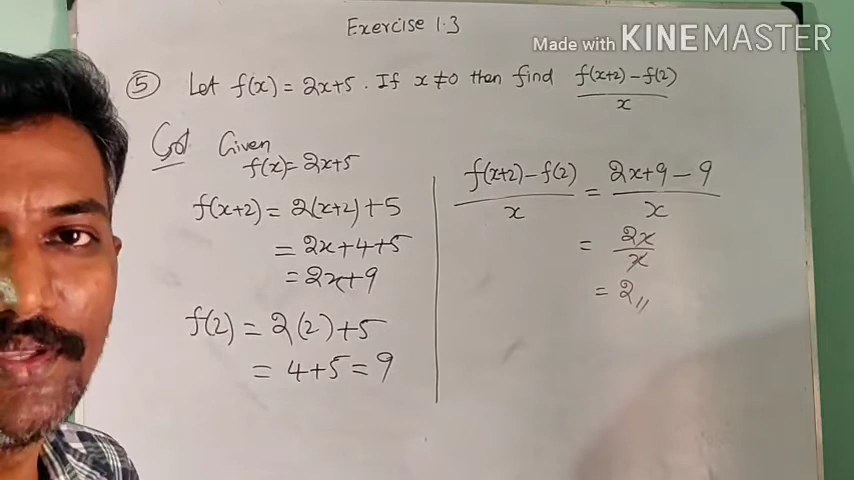 Exercise 1.3
Made with KINEMASTER
⑤ Let f(x) = 2x+5. If x≠0 then find f(x+2) - f(2) / x
Sol Given
f(x) = 2x+5
f(x+2) = 2(x+2)+5
= 2x+4+5
= 2x+9
f(2) = 2(2)+5
= 4+5 = 9
f(x+2) - f(2) / x = 2x+9-9 / x
= 2x / x
= 2//